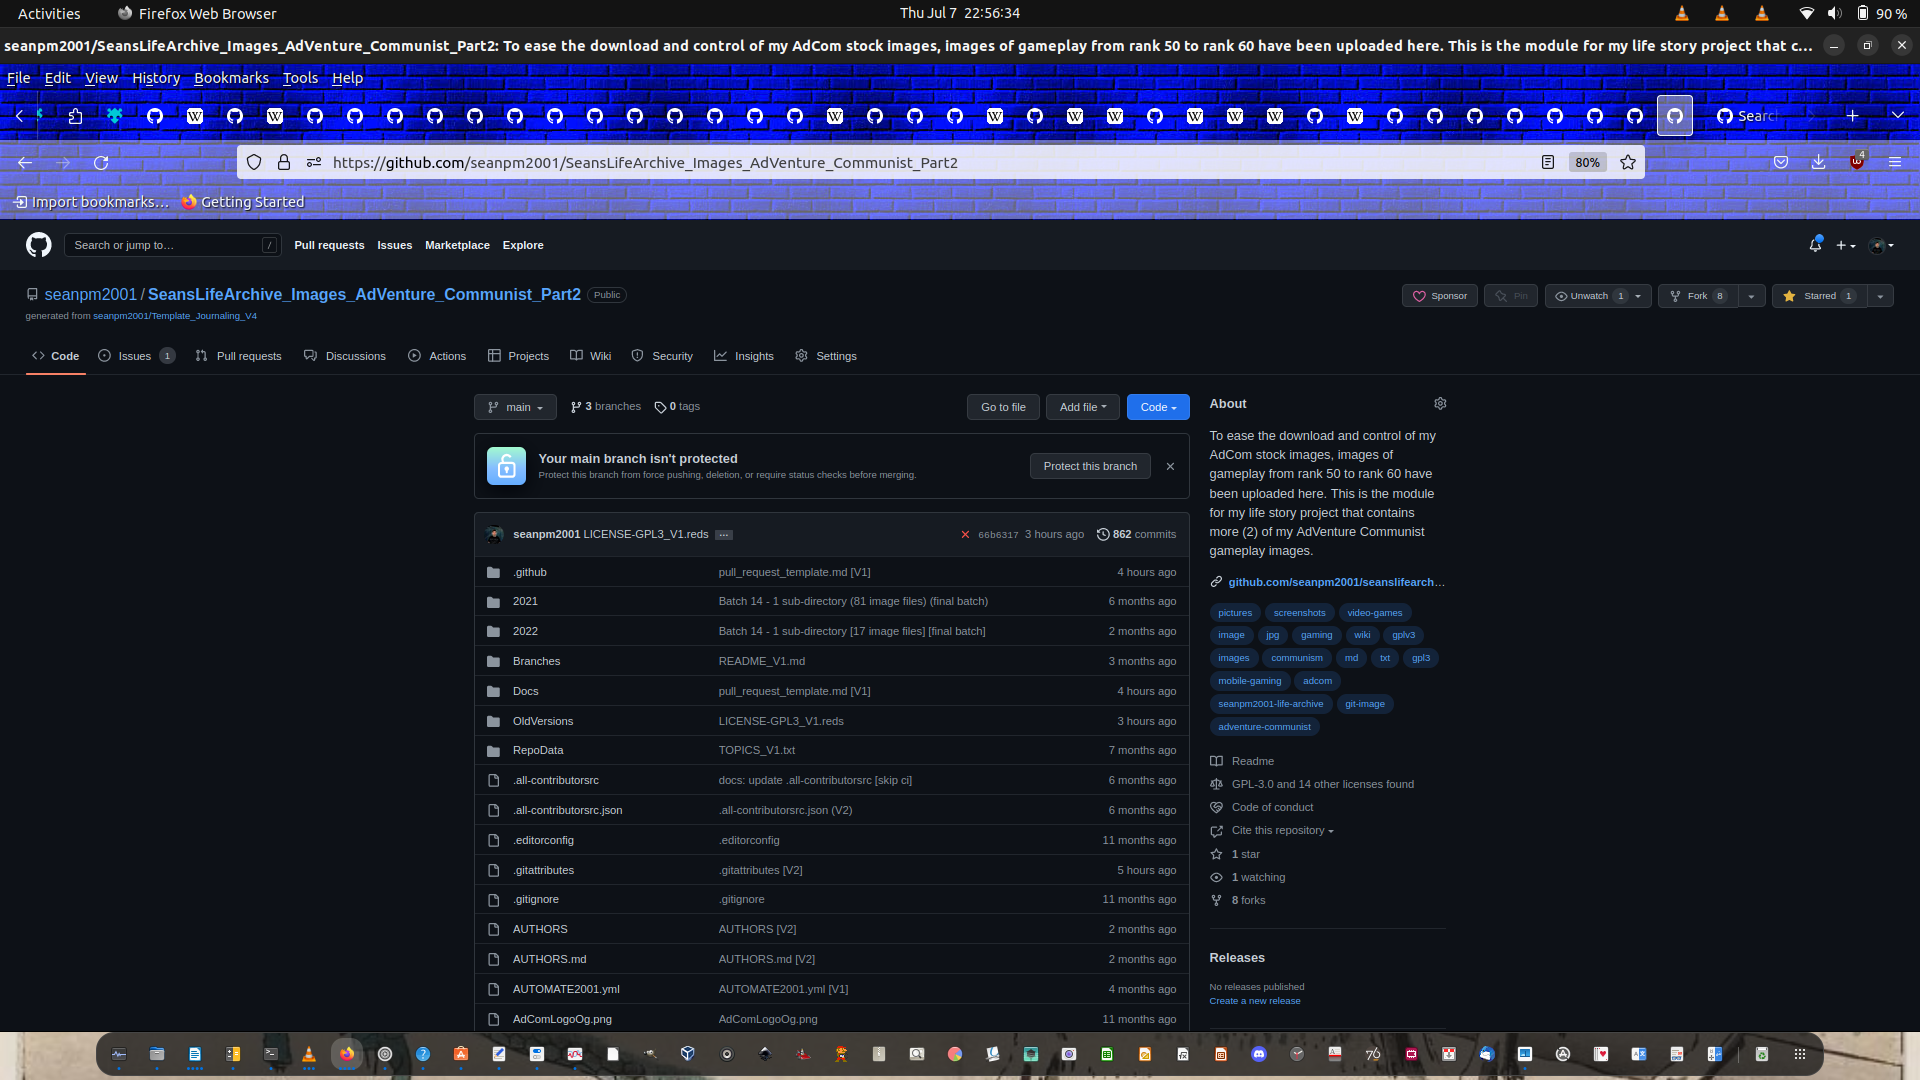 Activities Firefox Web Browser Thu Jul 7 22:56:34 90 %
seanpm2001/SeansLifeArchive_Images_AdVenture_Communist_Part2: To ease the download and control of my AdCom stock images, images of gameplay from rank 50 to rank 60 have been uploaded here. This is the module for my life story project that c…
File Edit View History Bookmarks Tools Help
Search
https://github.com/seanpm2001/SeansLifeArchive_Images_AdVenture_Communist_Part2 80% 4
Import bookmarks… Getting Started
Search or jump to… / Pull requests Issues Marketplace Explore
seanpm2001 / SeansLifeArchive_Images_AdVenture_Communist_Part2 Public Sponsor Pin Unwatch 1 Fork 8 Starred 1
generated from seanpm2001/Template_Journaling_V4
Code Issues 1 Pull requests Discussions Actions Projects Wiki Security Insights Settings
main 3 branches 0 tags Go to file Add file Code
Your main branch isn't protected
Protect this branch from force pushing, deletion, or require status checks before merging.
Protect this branch
seanpm2001 LICENSE-GPL3_V1.reds … 66b6317 3 hours ago 862 commits
.github pull_request_template.md [V1] 4 hours ago
2021 Batch 14 - 1 sub-directory (81 image files) (final batch) 6 months ago
2022 Batch 14 - 1 sub-directory [17 image files] [final batch] 2 months ago
Branches README_V1.md 3 months ago
Docs pull_request_template.md [V1] 4 hours ago
OldVersions LICENSE-GPL3_V1.reds 3 hours ago
RepoData TOPICS_V1.txt 7 months ago
.all-contributorsrc docs: update .all-contributorsrc [skip ci] 6 months ago
.all-contributorsrc.json .all-contributorsrc.json (V2) 6 months ago
.editorconfig .editorconfig 11 months ago
.gitattributes .gitattributes [V2] 5 hours ago
.gitignore .gitignore 11 months ago
AUTHORS AUTHORS [V2] 2 months ago
AUTHORS.md AUTHORS.md [V2] 2 months ago
AUTOMATE2001.yml AUTOMATE2001.yml [V1] 4 months ago
AdComLogoOg.png AdComLogoOg.png 11 months ago
About
To ease the download and control of my
AdCom stock images, images of
gameplay from rank 50 to rank 60 have
been uploaded here. This is the module
for my life story project that contains
more (2) of my AdVenture Communist
gameplay images.
github.com/seanpm2001/seanslifearch…
pictures screenshots video-games
image jpg gaming wiki gplv3
images communism md txt gpl3
mobile-gaming adcom
seanpm2001-life-archive git-image
adventure-communist
Readme
GPL-3.0 and 14 other licenses found
Code of conduct
Cite this repository
1 star
1 watching
8 forks
Releases
No releases published
Create a new release